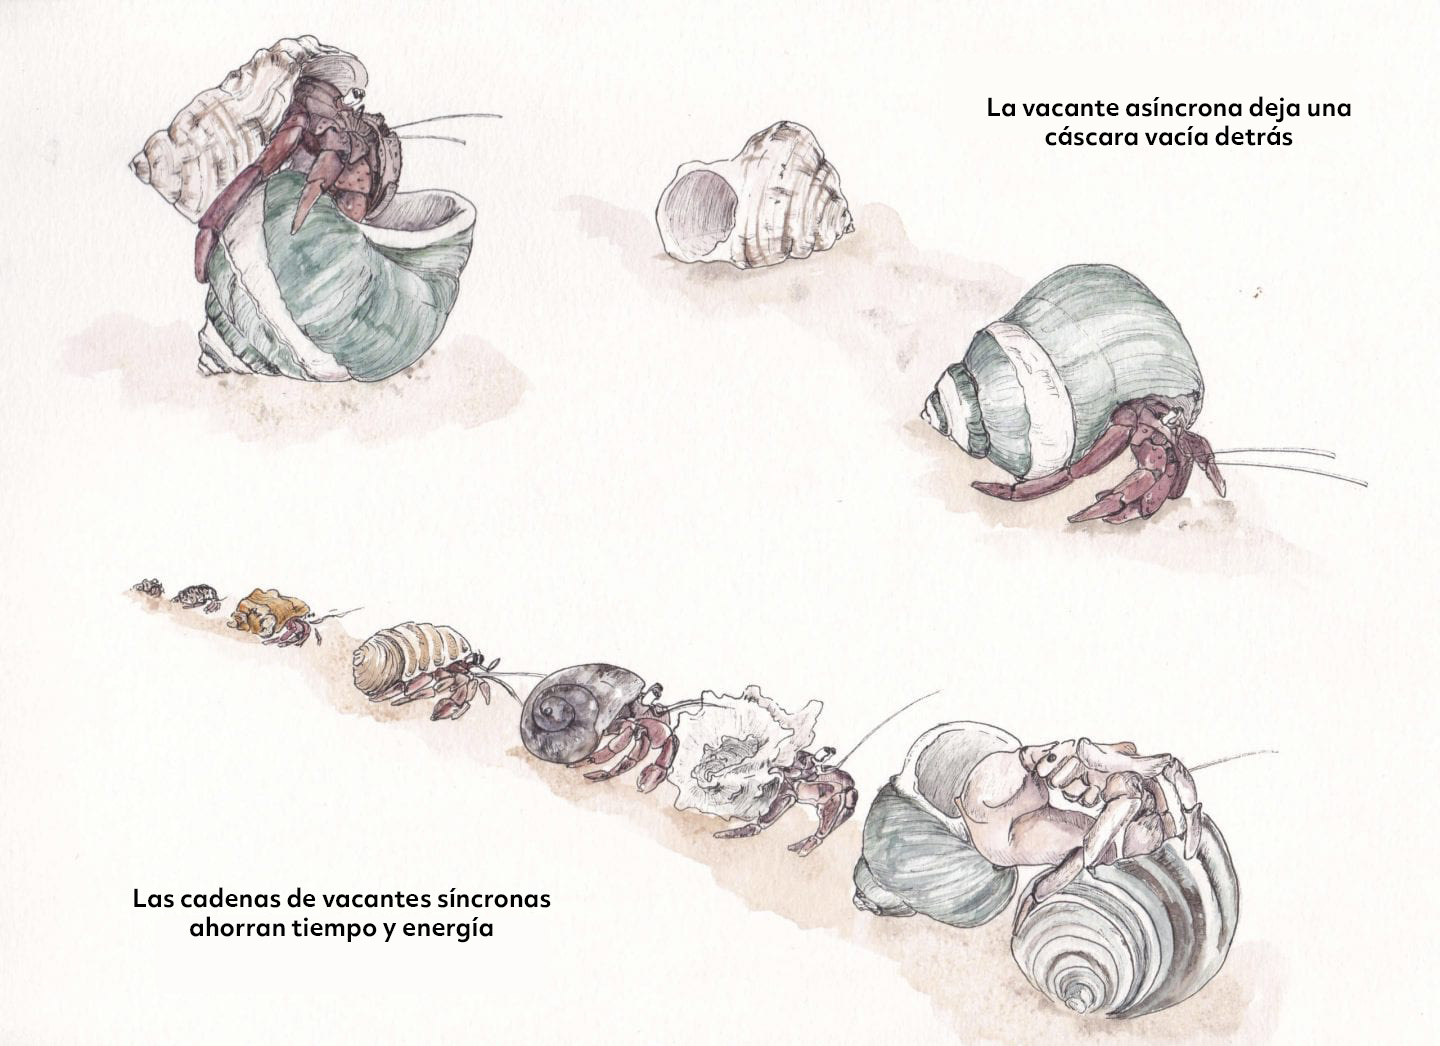 La vacante asíncrona deja una
cáscara vacía detrás
Las cadenas de vacantes síncronas
ahorran tiempo y energía